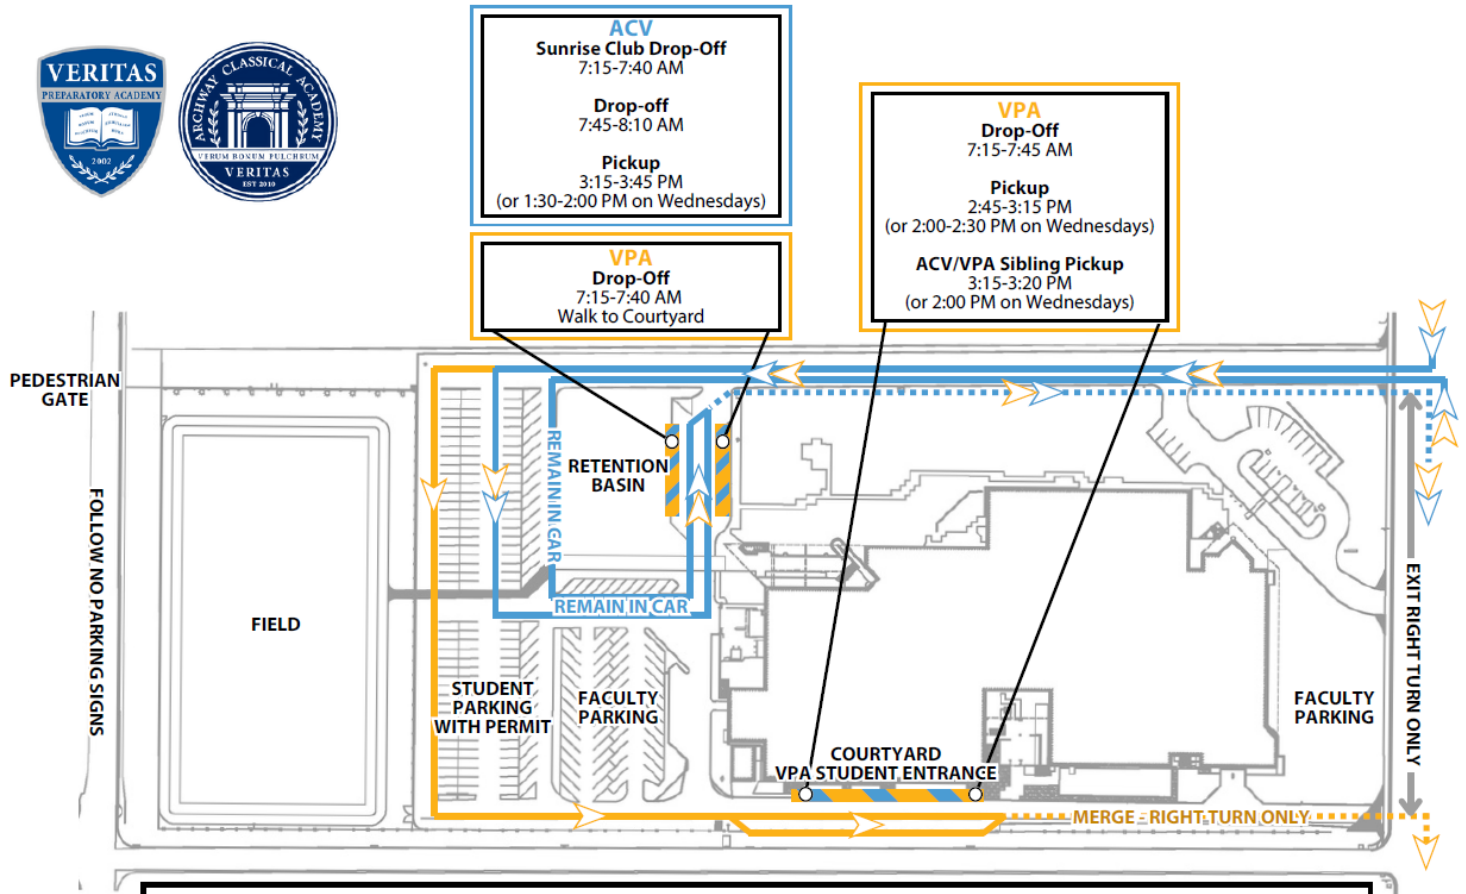 VERITAS
PREPARATORY ACADEMY
2002
ARCHWAY CLASSICAL ACADEMY
VERUM BONUM PULCHRUM
VERITAS
EST 2010
ACV
Sunrise Club Drop-Off
7:15-7:40 AM
Drop-off
7:45-8:10 AM
Pickup
3:15-3:45 PM
(or 1:30-2:00 PM on Wednesdays)
VPA
Drop-Off
7:15-7:40 AM
Walk to Courtyard
VPA
Drop-Off
7:15-7:45 AM
Pickup
2:45-3:15 PM
(or 2:00-2:30 PM on Wednesdays)
ACV/VPA Sibling Pickup
3:15-3:20 PM
(or 2:00 PM on Wednesdays)
PEDESTRIAN
GATE
FOLLOW NO PARKING SIGNS
FIELD
REMAIN IN CAR
RETENTION
BASIN
REMAIN IN CAR
STUDENT
PARKING
WITH PERMIT
FACULTY
PARKING
COURTYARD
VPA STUDENT ENTRANCE
FACULTY
PARKING
EXIT RIGHT TURN ONLY
MERGE - RIGHT TURN ONLY